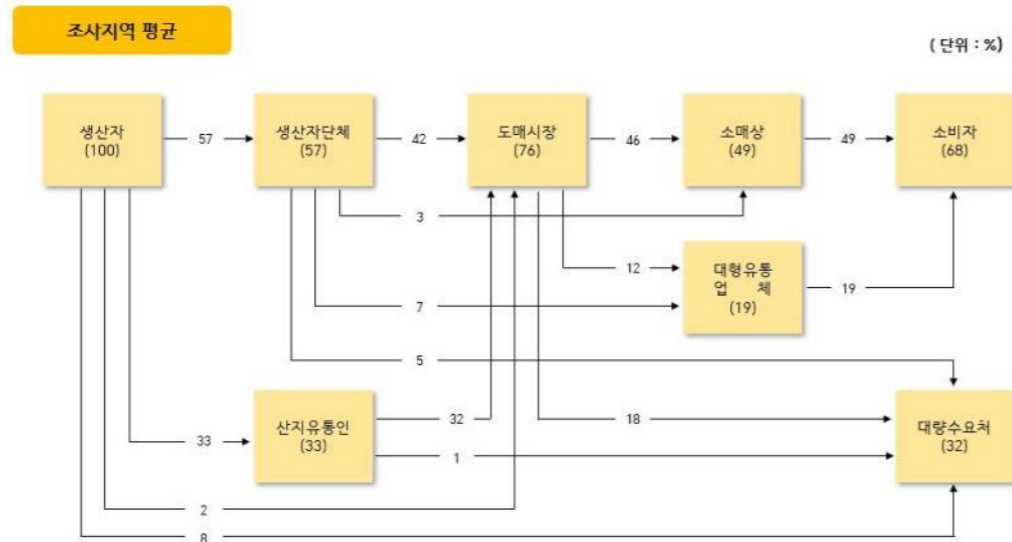 조사지역 평균
( 단위 : %)
생산자
(100)
57
생산자단체
(57)
42
도매시장
(76)
46
소매상
(49)
49
소비자
(68)
3
12
대형유통
업 체
(19)
19
7
5
산지유통인
(33)
33
32
18
1
대량수요처
(32)
2
8